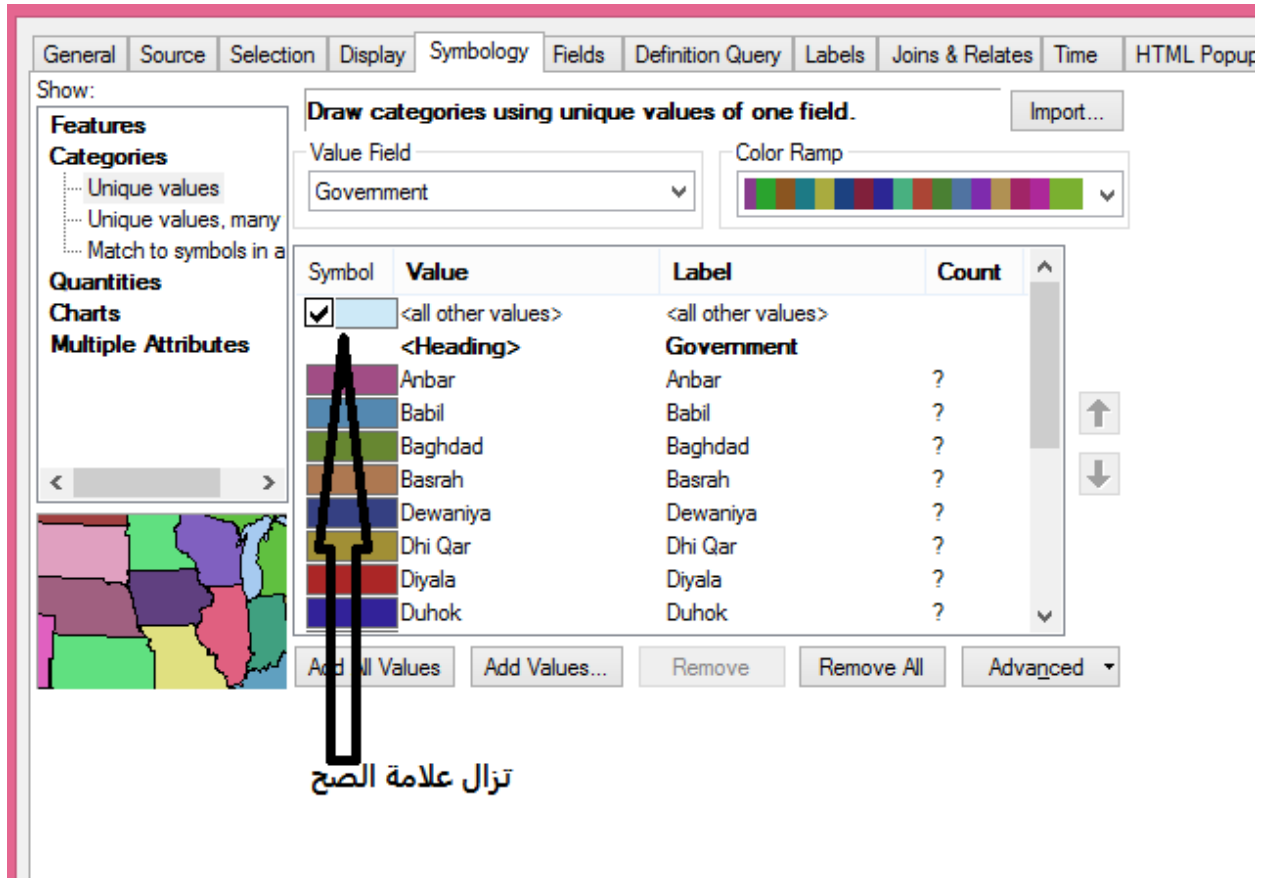 General Source Selection Display Symbology Fields Definition Query Labels Joins & Relates Time HTML Popup
Show:
Features
Categories
Unique values
Unique values, many
Match to symbols in a
Quantities
Charts
Multiple Attributes
Draw categories using unique values of one field.
Import...
Value Field
Government
Color Ramp
Symbol Value Label Count
<all other values> <all other values>
<Heading> Government
Anbar Anbar ?
Babil Babil ?
Baghdad Baghdad ?
Basrah Basrah ?
Dewaniya Dewaniya ?
Dhi Qar Dhi Qar ?
Diyala Diyala ?
Duhok Duhok ?
Add All Values Add Values... Remove Remove All Advanced
تزال علامة الصح